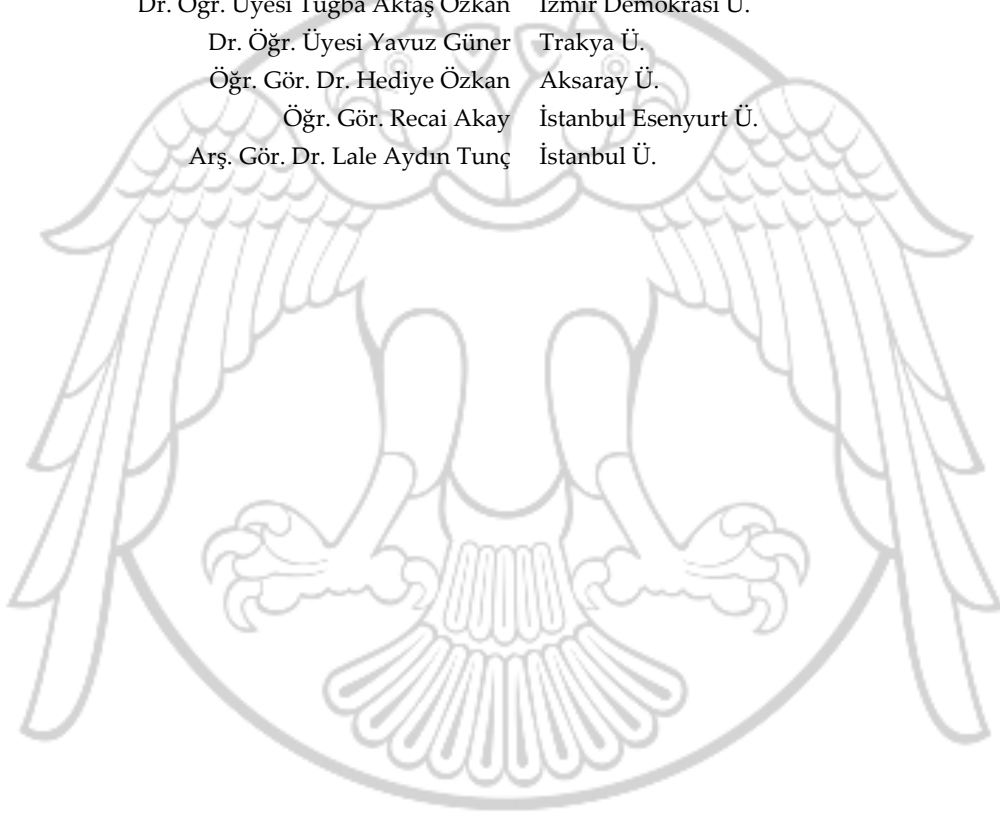 Dr. Öğr. Üyesi Tuğba Aktaş Özkan İzmir Demokrasi Ü.
Dr. Öğr. Üyesi Yavuz Güner Trakya Ü.
Öğr. Gör. Dr. Hediye Özkan Aksaray Ü.
Öğr. Gör. Recai Akay İstanbul Esenyurt Ü.
Arş. Gör. Dr. Lale Aydın Tunç İstanbul Ü.